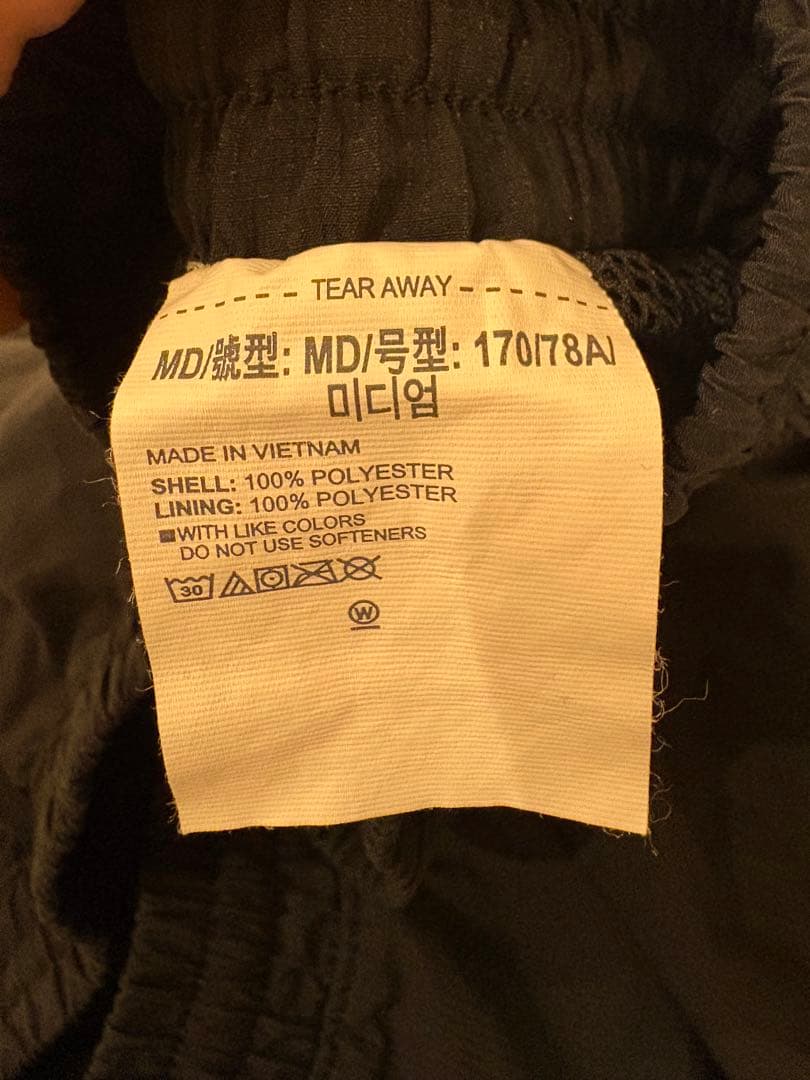 TEAR AWAY
MD/號型: MD/号型: 170/78A/
미디엄
MADE IN VIETNAM
SHELL: 100% POLYESTER
LINING: 100% POLYESTER
WITH LIKE COLORS
DO NOT USE SOFTENERS
30
W